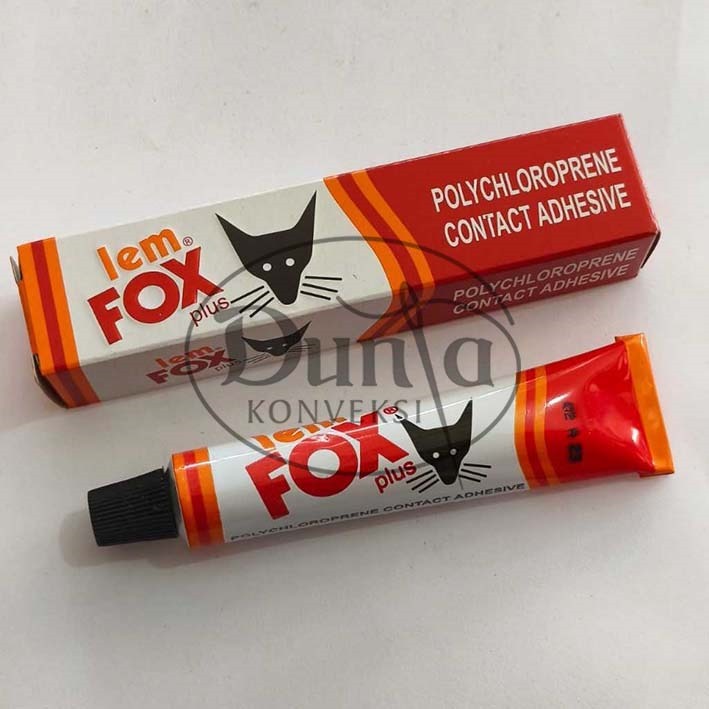 lem®
FOX
plus
POLYCHLOROPRENE
CONTACT ADHESIVE
POLYCHLOROPRENE
CONTACT ADHESIVE
lem
FOX
plus
Dunia
KONVEKSI
lem
FOX®
plus
POLYCHLOROPRENE CONTACT ADHESIVE